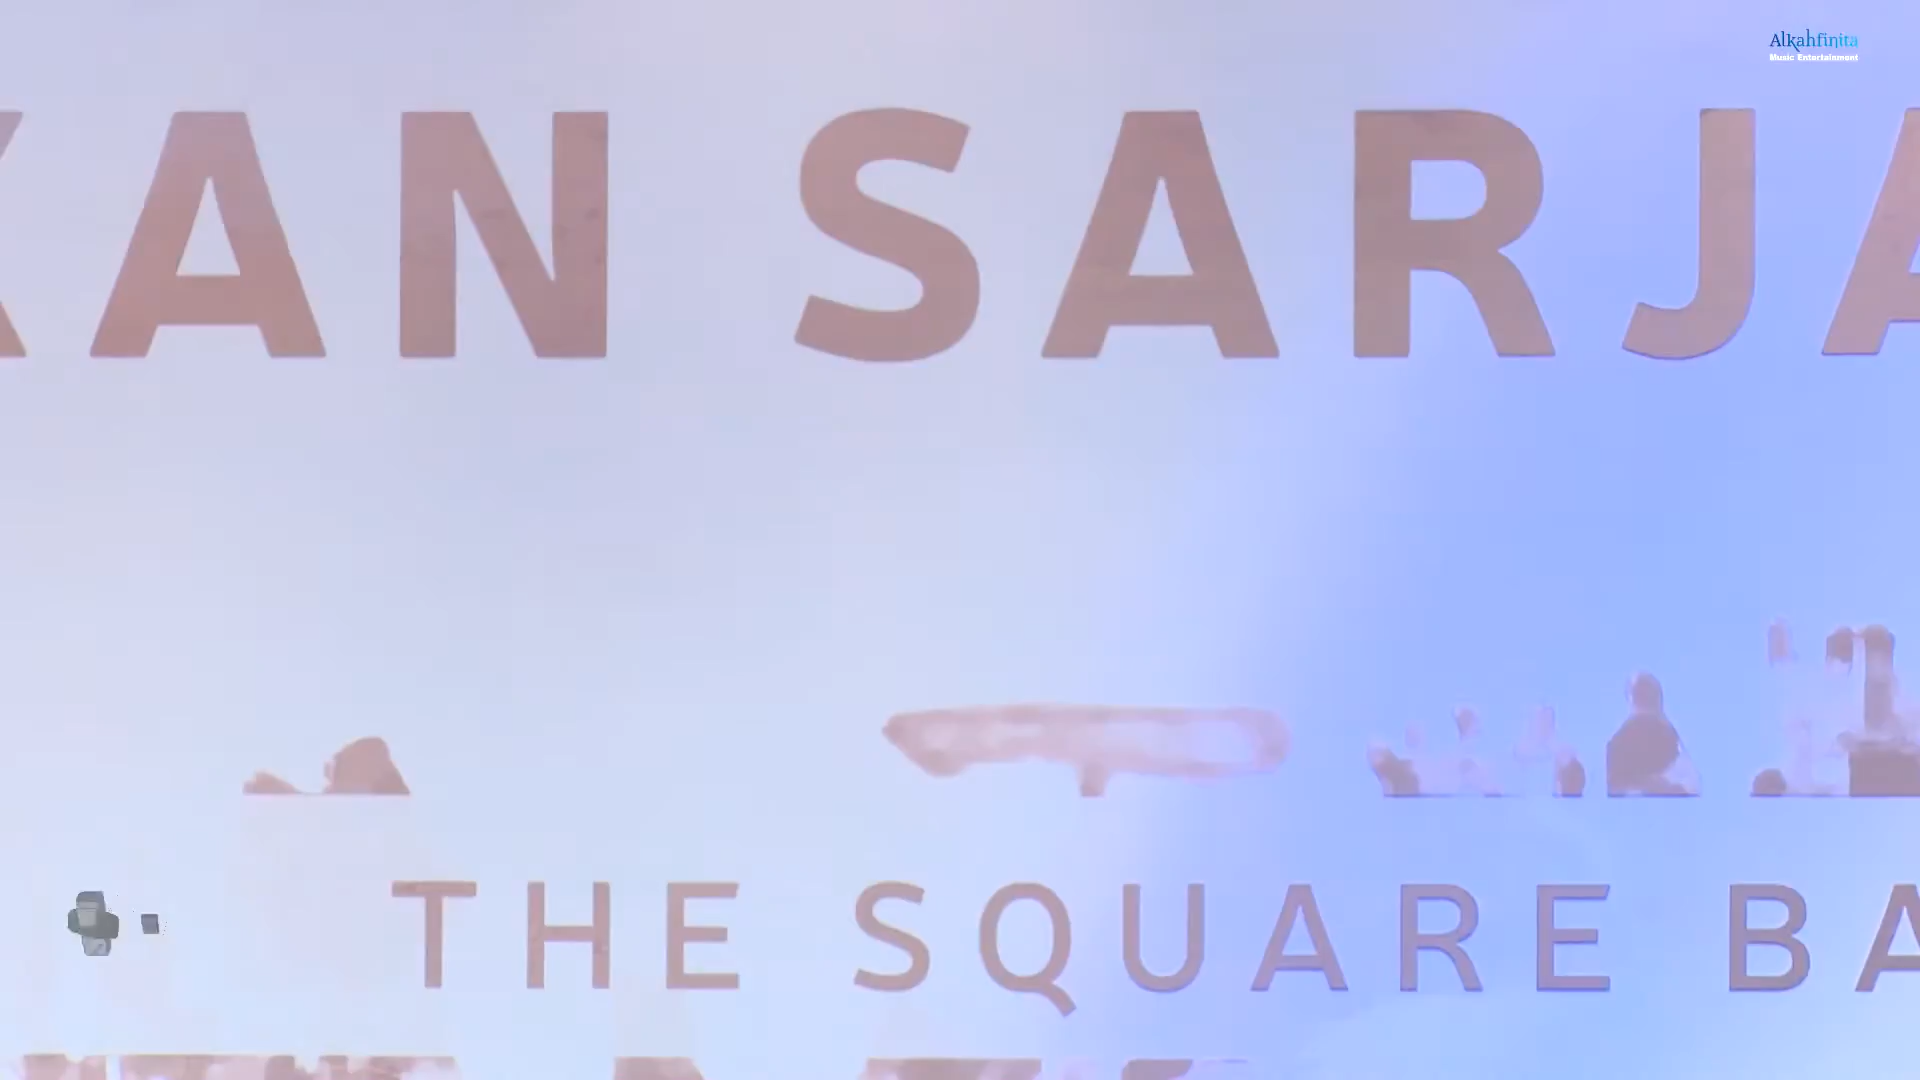 Alkahfinita
Music Entertainment
KAN SARJA
THE SQUARE BA